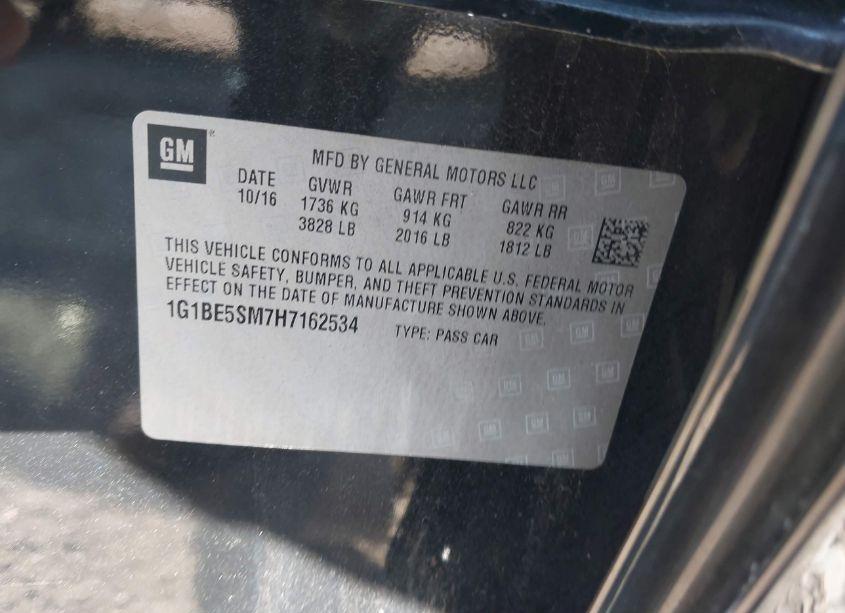 GM
MFD BY GENERAL MOTORS LLC
DATE GVWR GAWR FRT GAWR RR
10/16 1736 KG 914 KG 822 KG
3828 LB 2016 LB 1812 LB
THIS VEHICLE CONFORMS TO ALL APPLICABLE U.S. FEDERAL MOTOR
VEHICLE SAFETY, BUMPER, AND THEFT PREVENTION STANDARDS IN
EFFECT ON THE DATE OF MANUFACTURE SHOWN ABOVE.
1G1BE5SM7H7162534 TYPE: PASS CAR